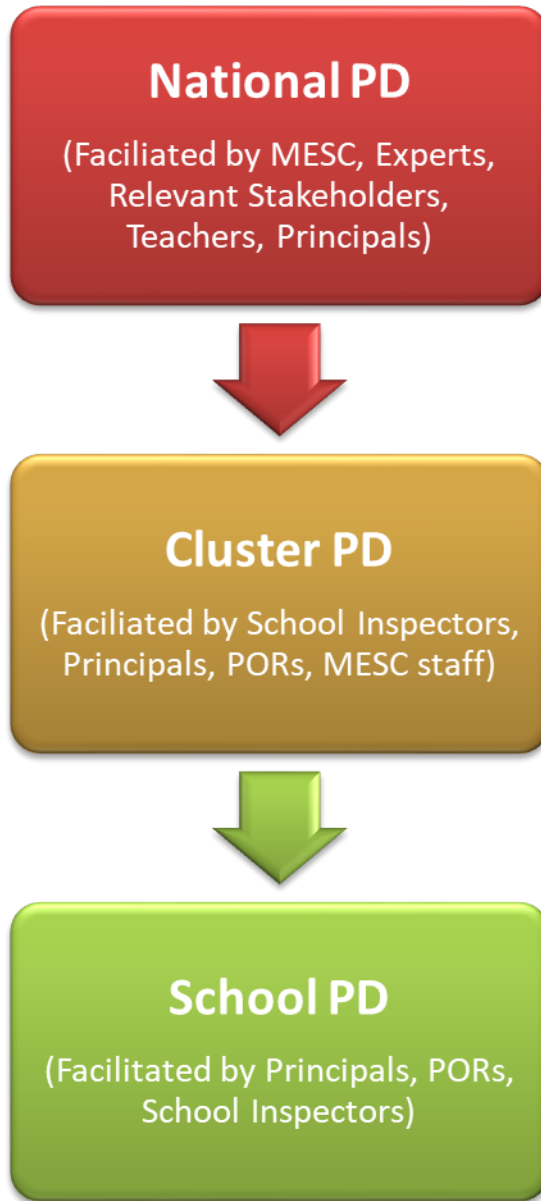 National PD
(Faciliated by MESC, Experts,
Relevant Stakeholders,
Teachers, Principals)
Cluster PD
(Faciliated by School Inspectors,
Principals, PORs, MESC staff)
School PD
(Facilitated by Principals, PORs,
School Inspectors)